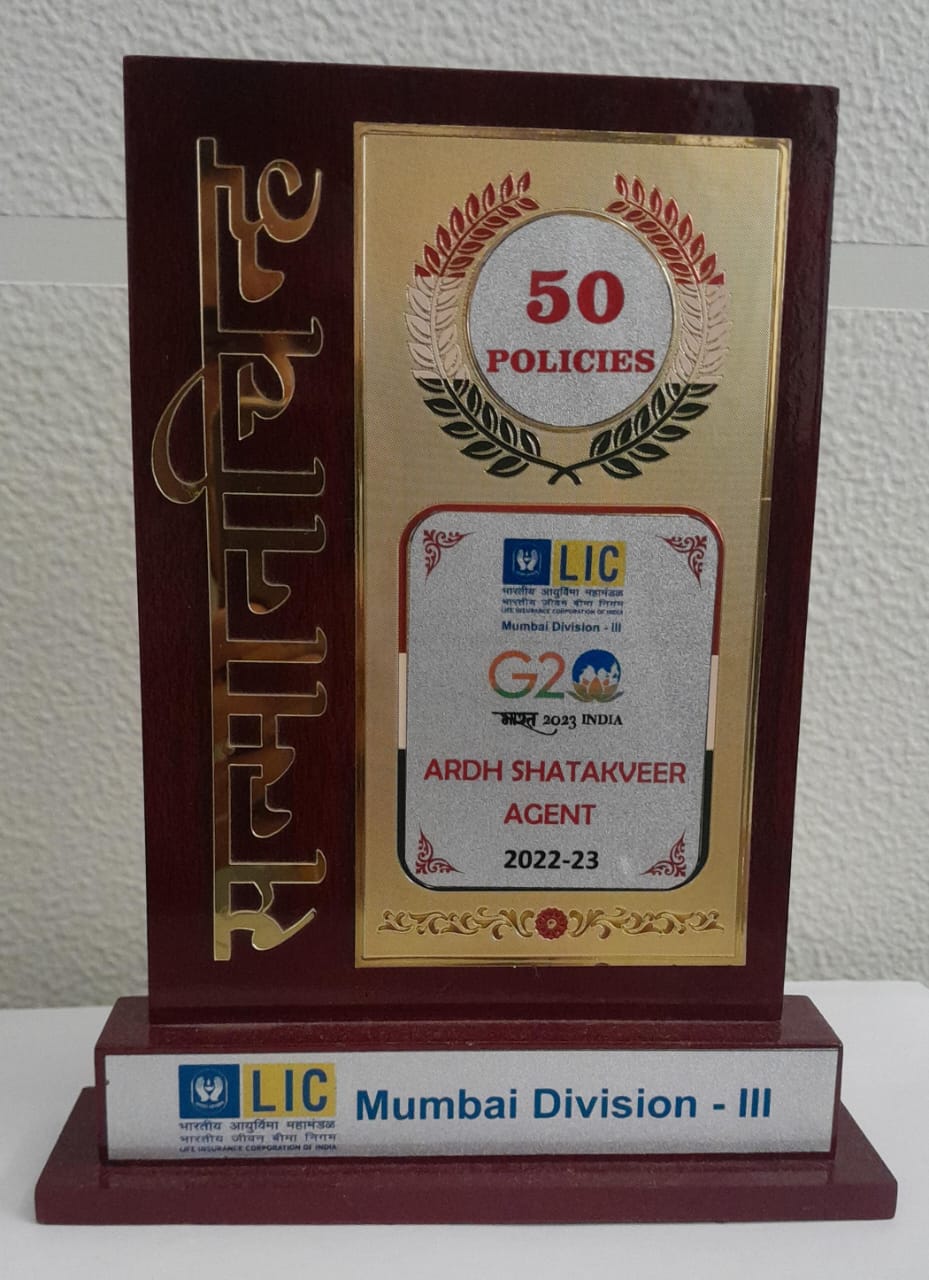 सन्मानचिन्ह
50
POLICIES
LIC
भारतीय आयुर्विमा महामंडळ
भारतीय जीवन बीमा निगम
LIFE INSURANCE CORPORATION OF INDIA
Mumbai Division - III
G20
भारत 2023 INDIA
ARDH SHATAKVEER
AGENT
2022-23
LIC
भारतीय आयुर्विमा महामंडळ
भारतीय जीवन बीमा निगम
LIFE INSURANCE CORPORATION OF INDIA
Mumbai Division - III